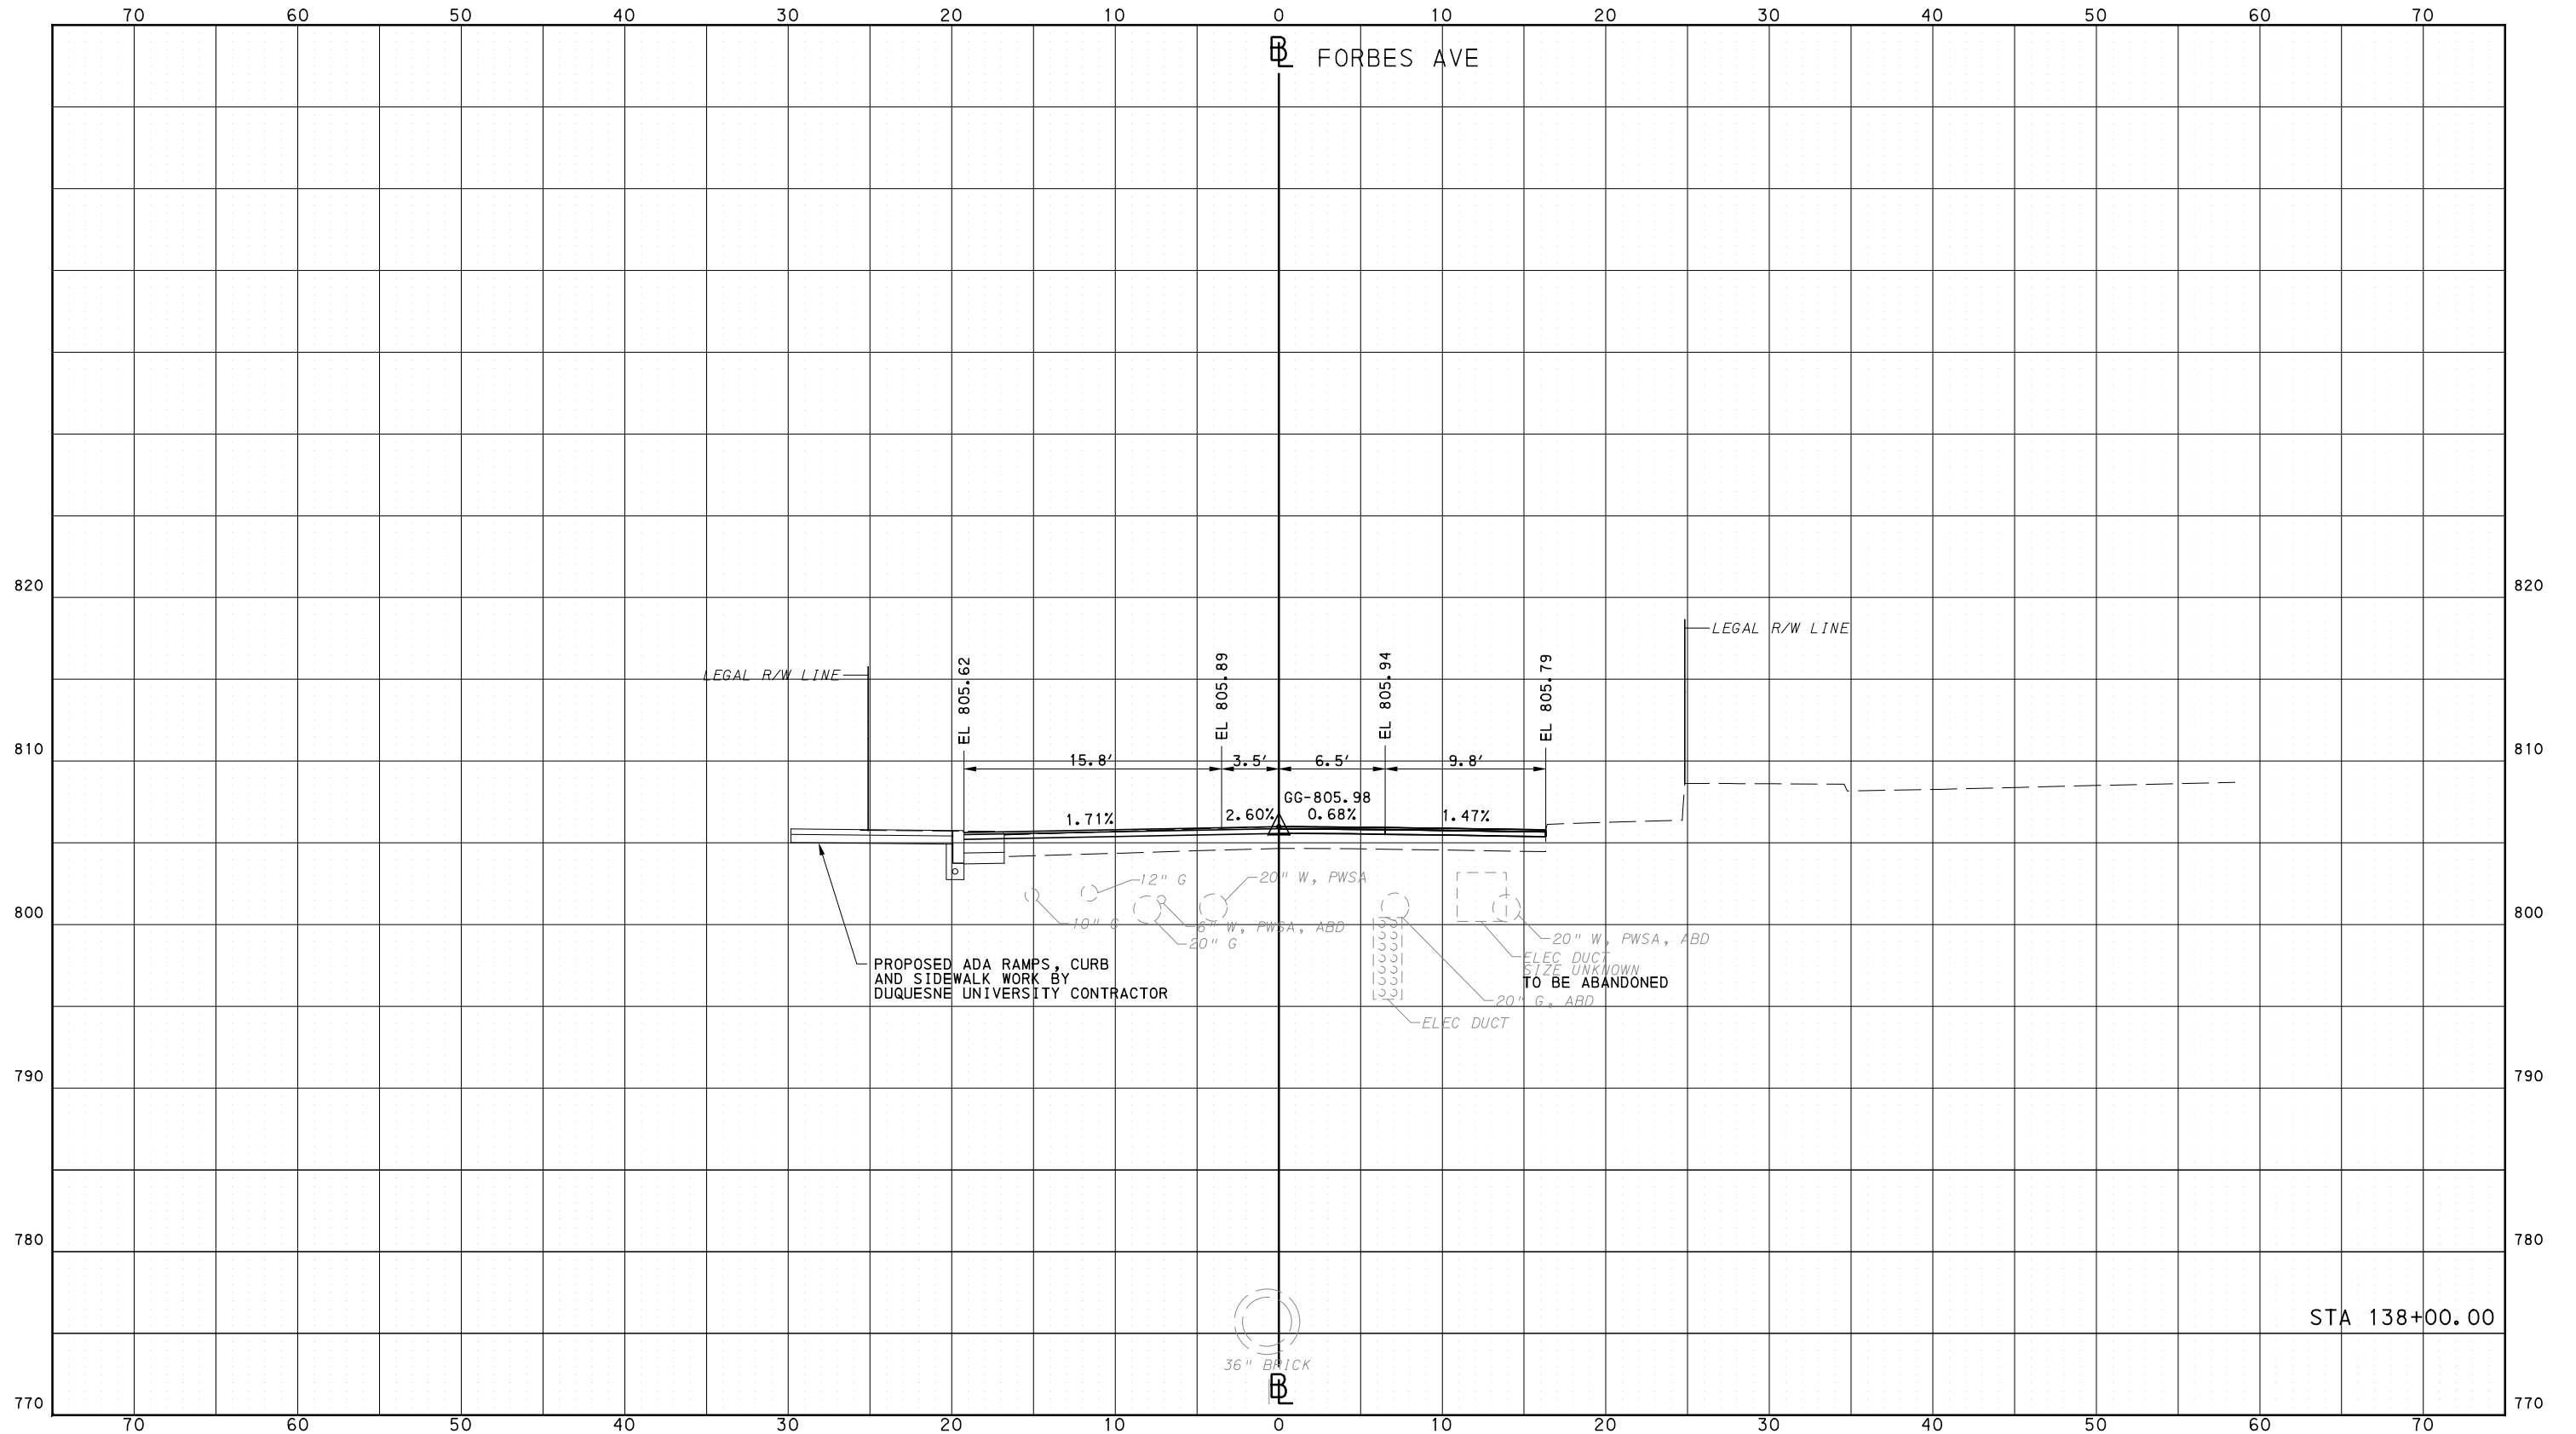 70 60 50 40 30 20 10 0 10 20 30 40 50 60 70
BL FORBES AVE
820 820
LEGAL R/W LINE
LEGAL R/W LINE
EL 805.62
EL 805.89
EL 805.94
EL 805.79
810 810
15.8' 3.5' 6.5' 9.8'
GG-805.98
1.71% 2.60% 0.68% 1.47%
12" G
20" W, PWSA
800 800
10" G
6" W, PWSA, ABD
20" G
20" W, PWSA, ABD
ELEC DUCT
SIZE UNKNOWN
TO BE ABANDONED
PROPOSED ADA RAMPS, CURB
AND SIDEWALK WORK BY
DUQUESNE UNIVERSITY CONTRACTOR
20" G, ABD
ELEC DUCT
790 790
780 780
STA 138+00.00
36" BRICK
BL
770 770
70 60 50 40 30 20 10 0 10 20 30 40 50 60 70